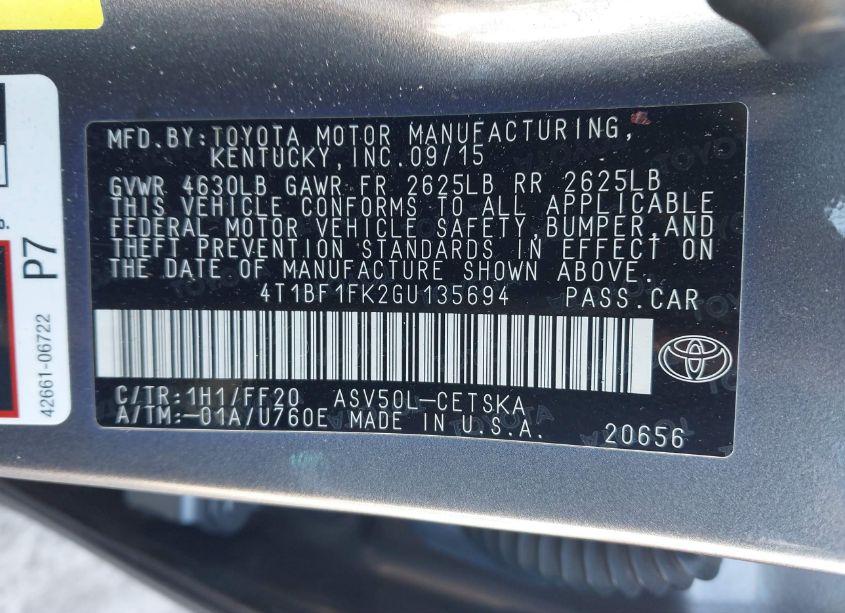 MFD. BY: TOYOTA MOTOR MANUFACTURING,
KENTUCKY, INC. 09/15
GVWR 4630LB GAWR FR 2625LB RR 2625LB
THIS VEHICLE CONFORMS TO ALL APPLICABLE
FEDERAL MOTOR VEHICLE SAFETY, BUMPER, AND
THEFT PREVENTION STANDARDS IN EFFECT ON
THE DATE OF MANUFACTURE SHOWN ABOVE.
4T1BF1FK2GU135694 PASS. CAR
C/TR: 1H1/FF20 ASV50L-CETSKA
A/TM: -01A/U760E MADE IN U.S.A.
20656
P7
42661-06722